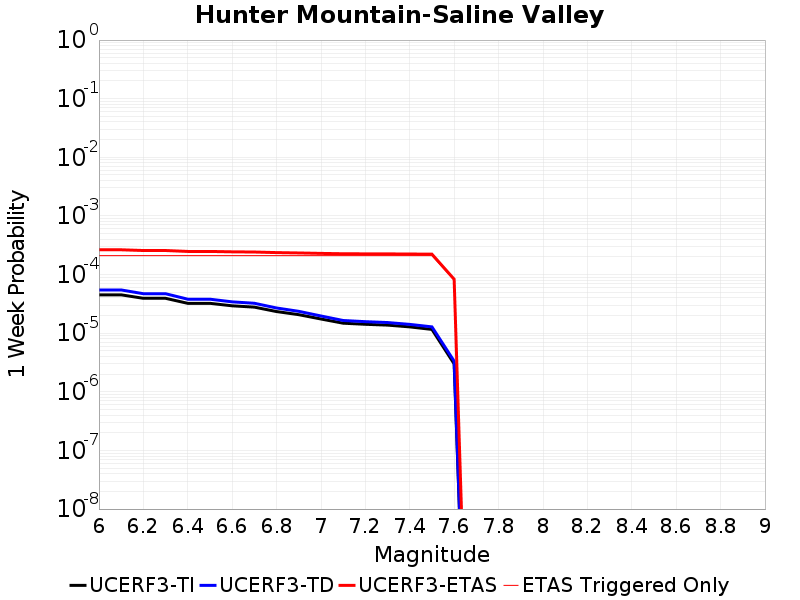 Hunter Mountain-Saline Valley
10^0
10^-1
10^-2
10^-3
10^-4
10^-5
10^-6
10^-7
10^-8
1 Week Probability
6 6.2 6.4 6.6 6.8 7 7.2 7.4 7.6 7.8 8 8.2 8.4 8.6 8.8 9
Magnitude
UCERF3-TI UCERF3-TD UCERF3-ETAS ETAS Triggered Only